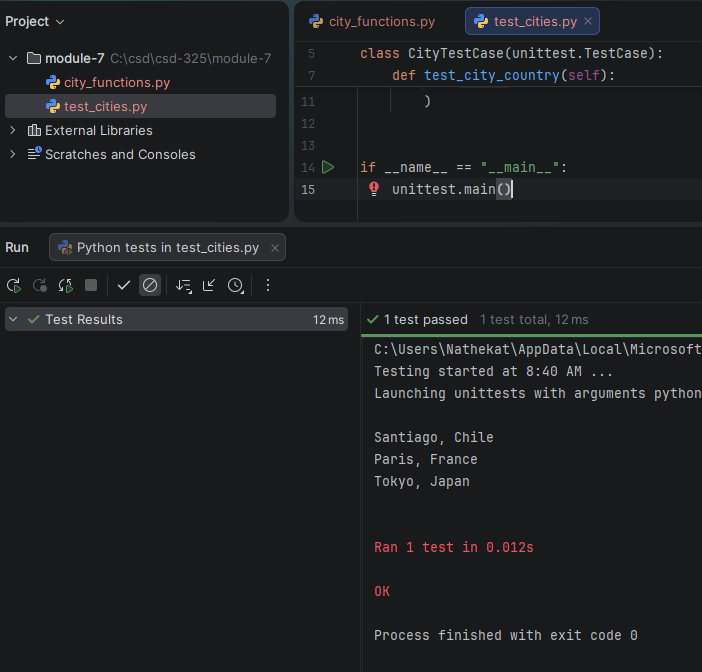 Project
module-7 C:\csd\csd-325\module-7
city_functions.py
test_cities.py
External Libraries
Scratches and Consoles
city_functions.py
test_cities.py
5 class CityTestCase(unittest.TestCase):
7 def test_city_country(self):
11 )
12
13
14 if __name__ == "__main__":
15 unittest.main()
Run
Python tests in test_cities.py
Test Results 12 ms
1 test passed 1 test total, 12 ms
C:\Users\Nathekat\AppData\Local\Microsoft
Testing started at 8:40 AM ...
Launching unittests with arguments python
Santiago, Chile
Paris, France
Tokyo, Japan
Ran 1 test in 0.012s
OK
Process finished with exit code 0